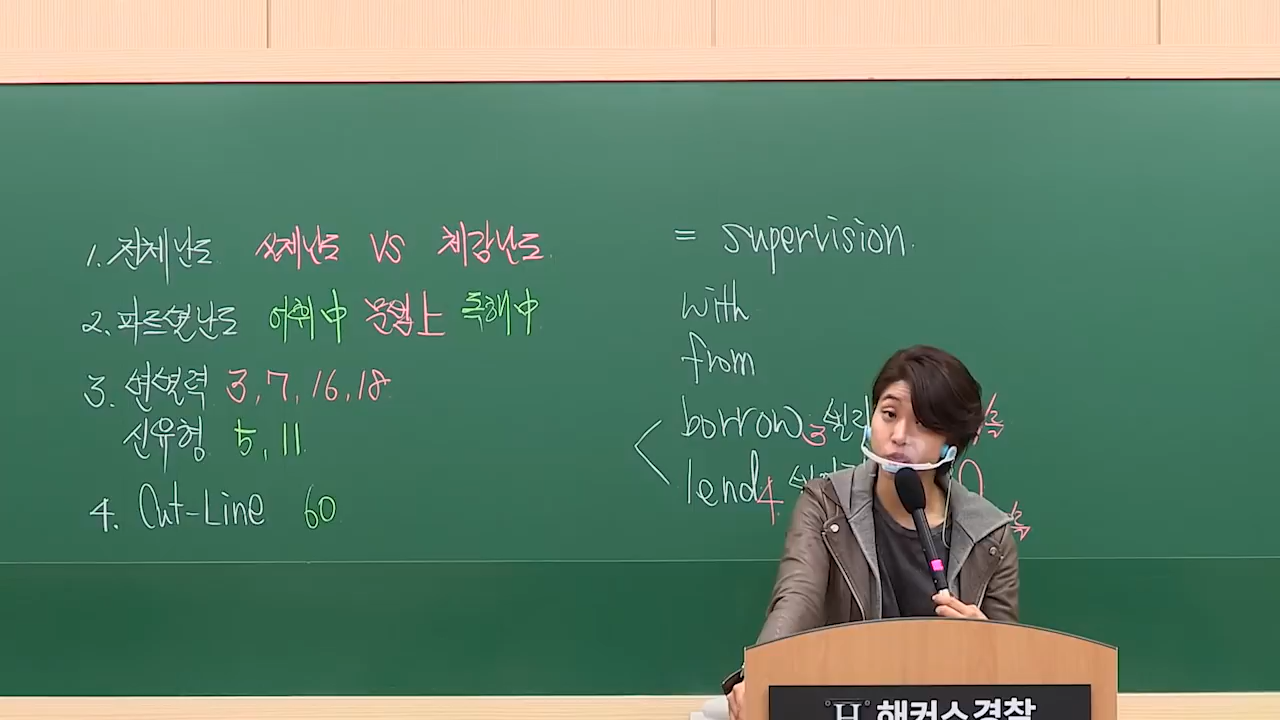 1. 전체난도 실제난도 VS 체감난도
2. 파트별난도 어휘中 문법上 독해中
3. 변별력 3, 7, 16, 18
신유형 5, 11
4. Cut-Line 60
= supervision.
with
from
borrow 3
lend 4
해커스경찰